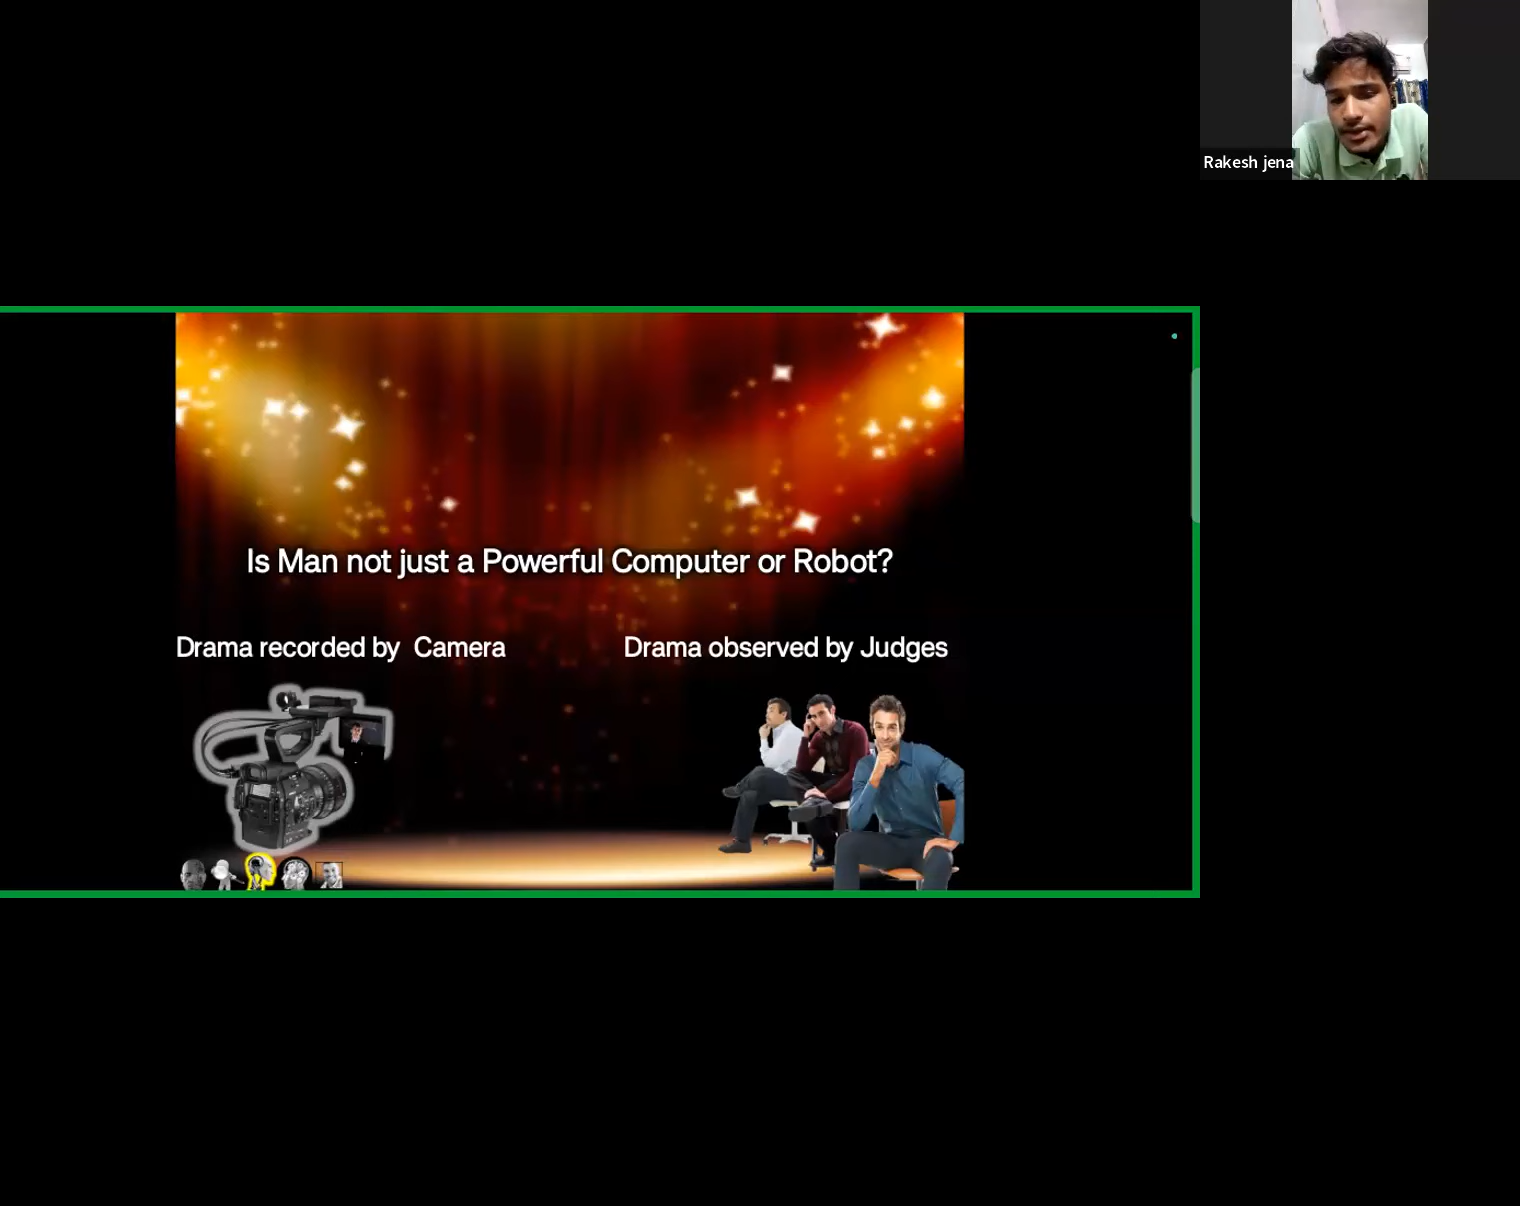 Rakesh jena
Is Man not just a Powerful Computer or Robot?
Drama recorded by  Camera
Drama observed by Judges